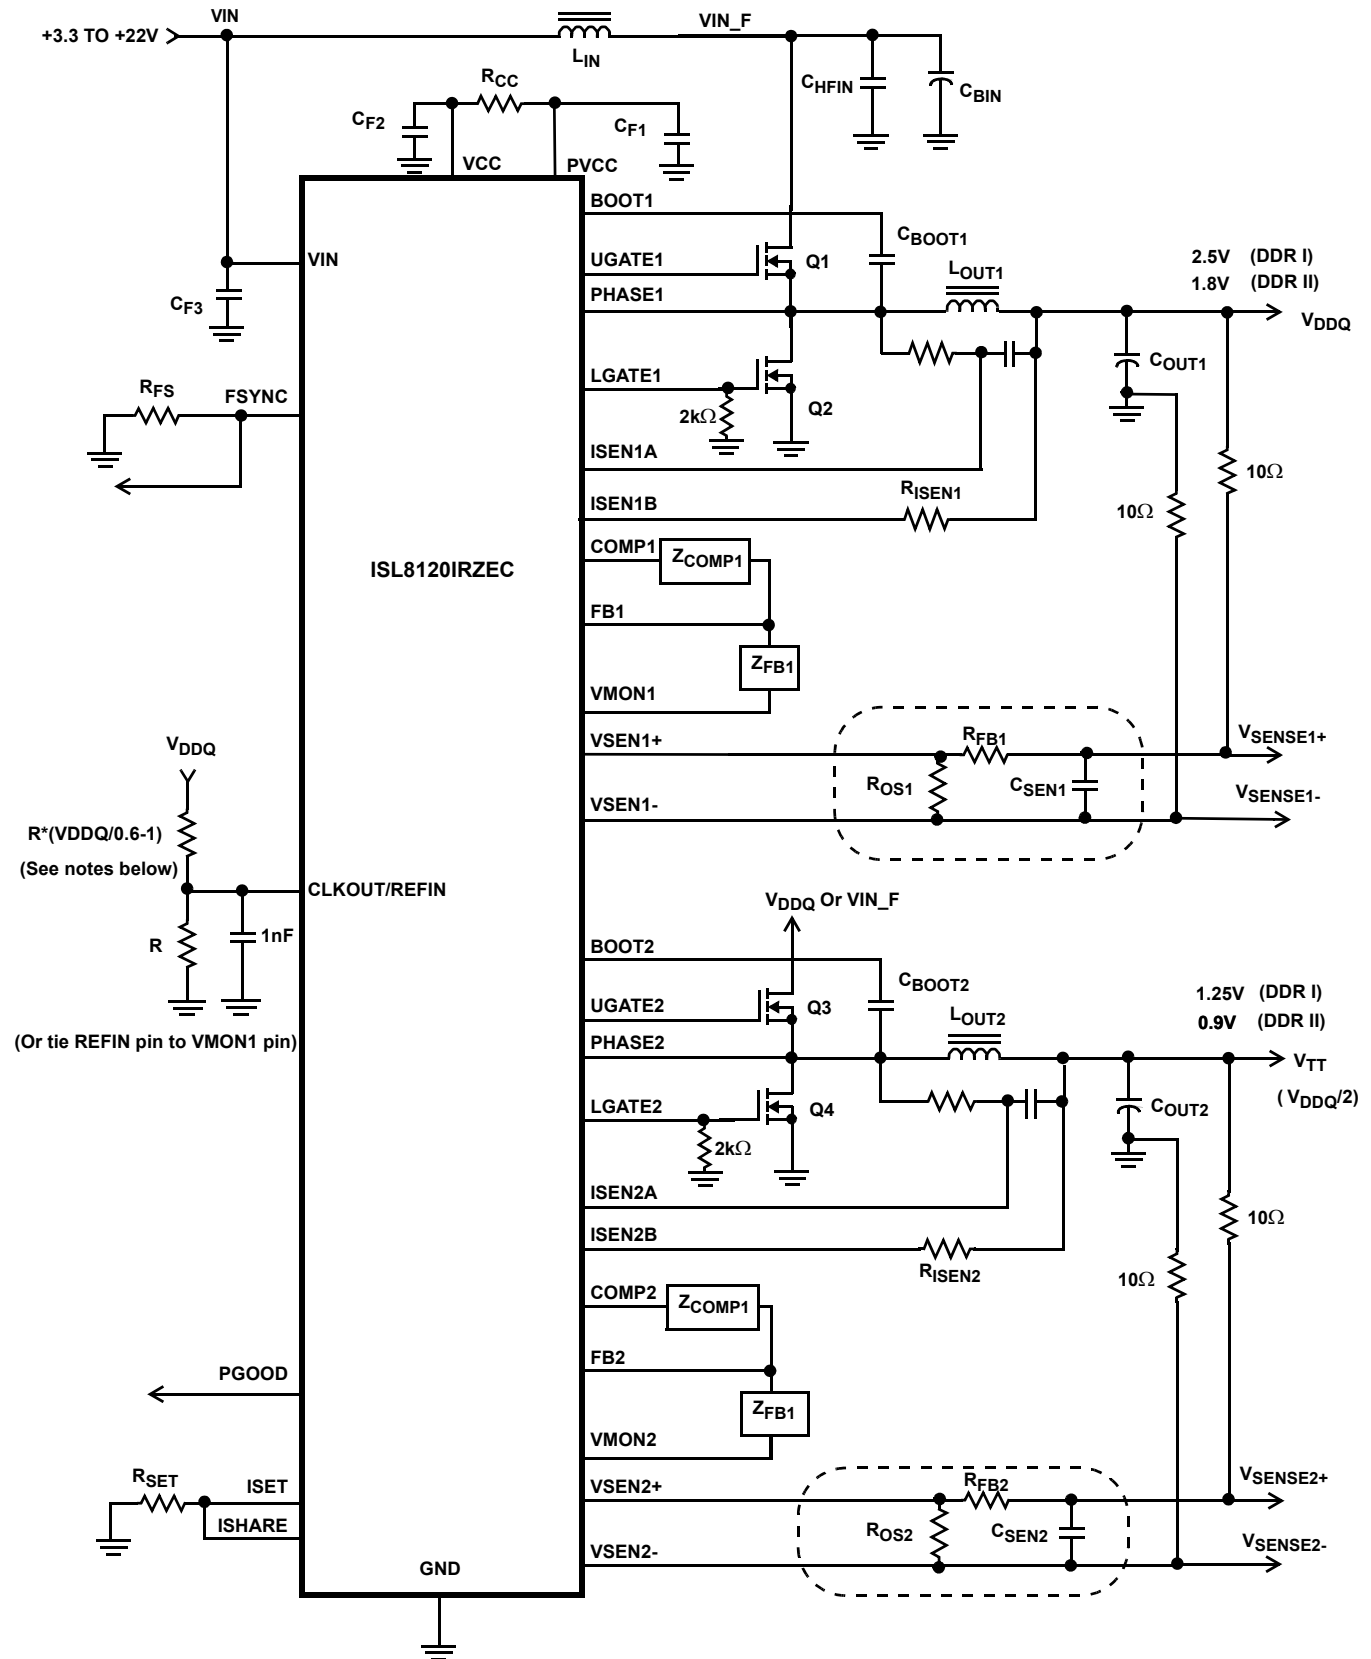 VIN
+3.3 TO +22V
LIN
VIN_F
CHFIN
CBIN
RCC
CF2
CF1
VCC
PVCC
BOOT1
CBOOT1
VIN
UGATE1
Q1
LOUT1
2.5V (DDR I)
1.8V (DDR II)
CF3
PHASE1
VDDQ
COUT1
RFS
FSYNC
LGATE1
2kΩ
Q2
ISEN1A
10Ω
RISEN1
ISEN1B
10Ω
COMP1
ZCOMP1
ISL8120IRZEC
FB1
ZFB1
VMON1
VSEN1+
RFB1
VSENSE1+
VDDQ
ROS1
CSEN1
VSENSE1-
VSEN1-
R*(VDDQ/0.6-1)
(See notes below)
CLKOUT/REFIN
VDDQ Or VIN_F
R
1nF
BOOT2
CBOOT2
1.25V (DDR I)
0.9V (DDR II)
UGATE2
Q3
LOUT2
(Or tie REFIN pin to VMON1 pin)
PHASE2
VTT
(VDDQ/2)
LGATE2
Q4
COUT2
2kΩ
ISEN2A
10Ω
ISEN2B
RISEN2
10Ω
COMP2
ZCOMP1
FB2
PGOOD
ZFB1
VMON2
RSET
ISET
VSEN2+
RFB2
VSENSE2+
ISHARE
ROS2
CSEN2
VSENSE2-
VSEN2-
GND